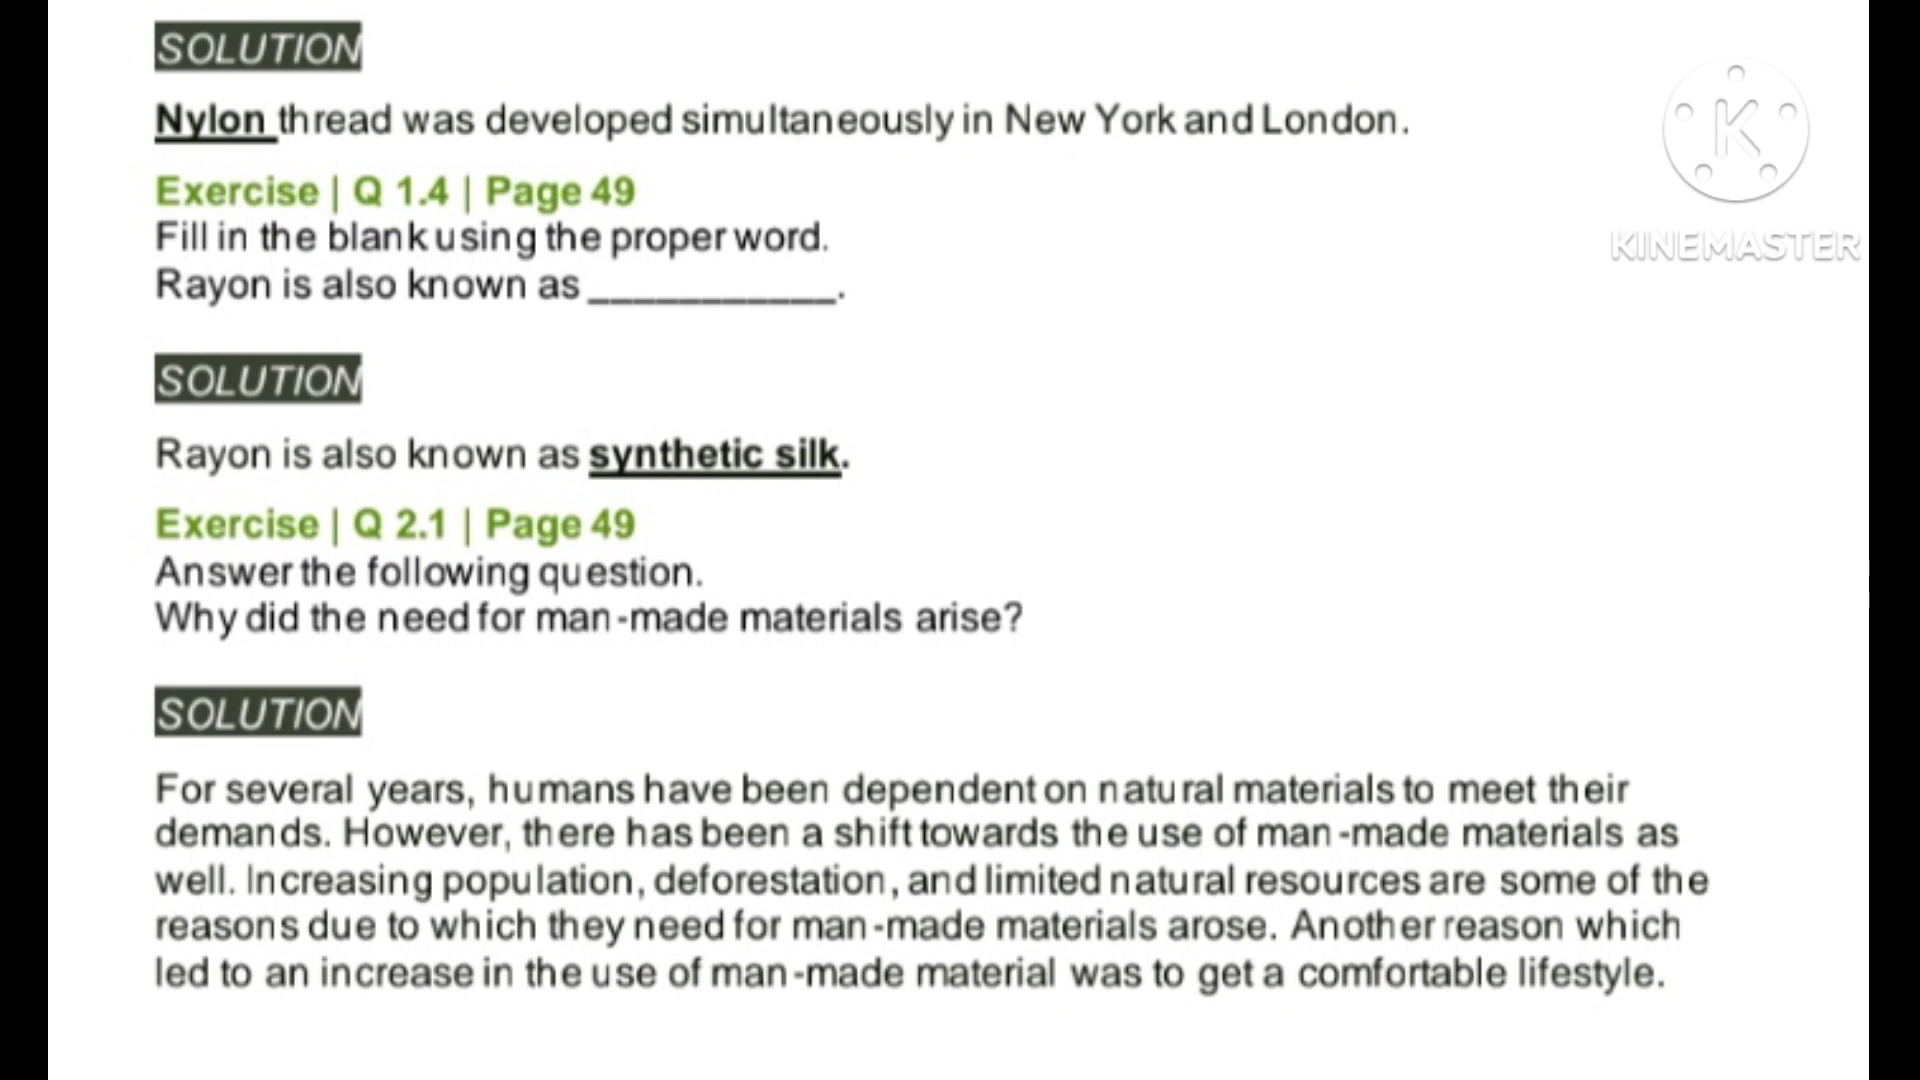 SOLUTION
Nylon thread was developed simultaneously in New York and London.
Exercise | Q 1.4 | Page 49
Fill in the blank using the proper word.
Rayon is also known as ___________.
SOLUTION
Rayon is also known as synthetic silk.
Exercise | Q 2.1 | Page 49
Answer the following question.
Why did the need for man-made materials arise?
SOLUTION
For several years, humans have been dependent on natural materials to meet their
demands. However, there has been a shift towards the use of man-made materials as
well. Increasing population, deforestation, and limited natural resources are some of the
reasons due to which they need for man-made materials arose. Another reason which
led to an increase in the use of man-made material was to get a comfortable lifestyle.
K
KINEMASTER